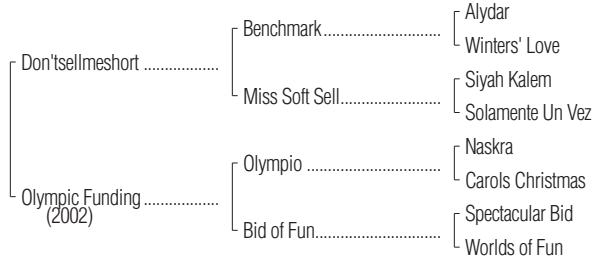 Alydar
Benchmark........................
Winters' Love
Don'tsellmeshort ...................
Siyah Kalem
Miss Soft Sell....................
Solamente Un Vez
Naskra
Olympio ...........................
Carols Christmas
Olympic Funding ...................
(2002)
Spectacular Bid
Bid of Fun.........................
Worlds of Fun